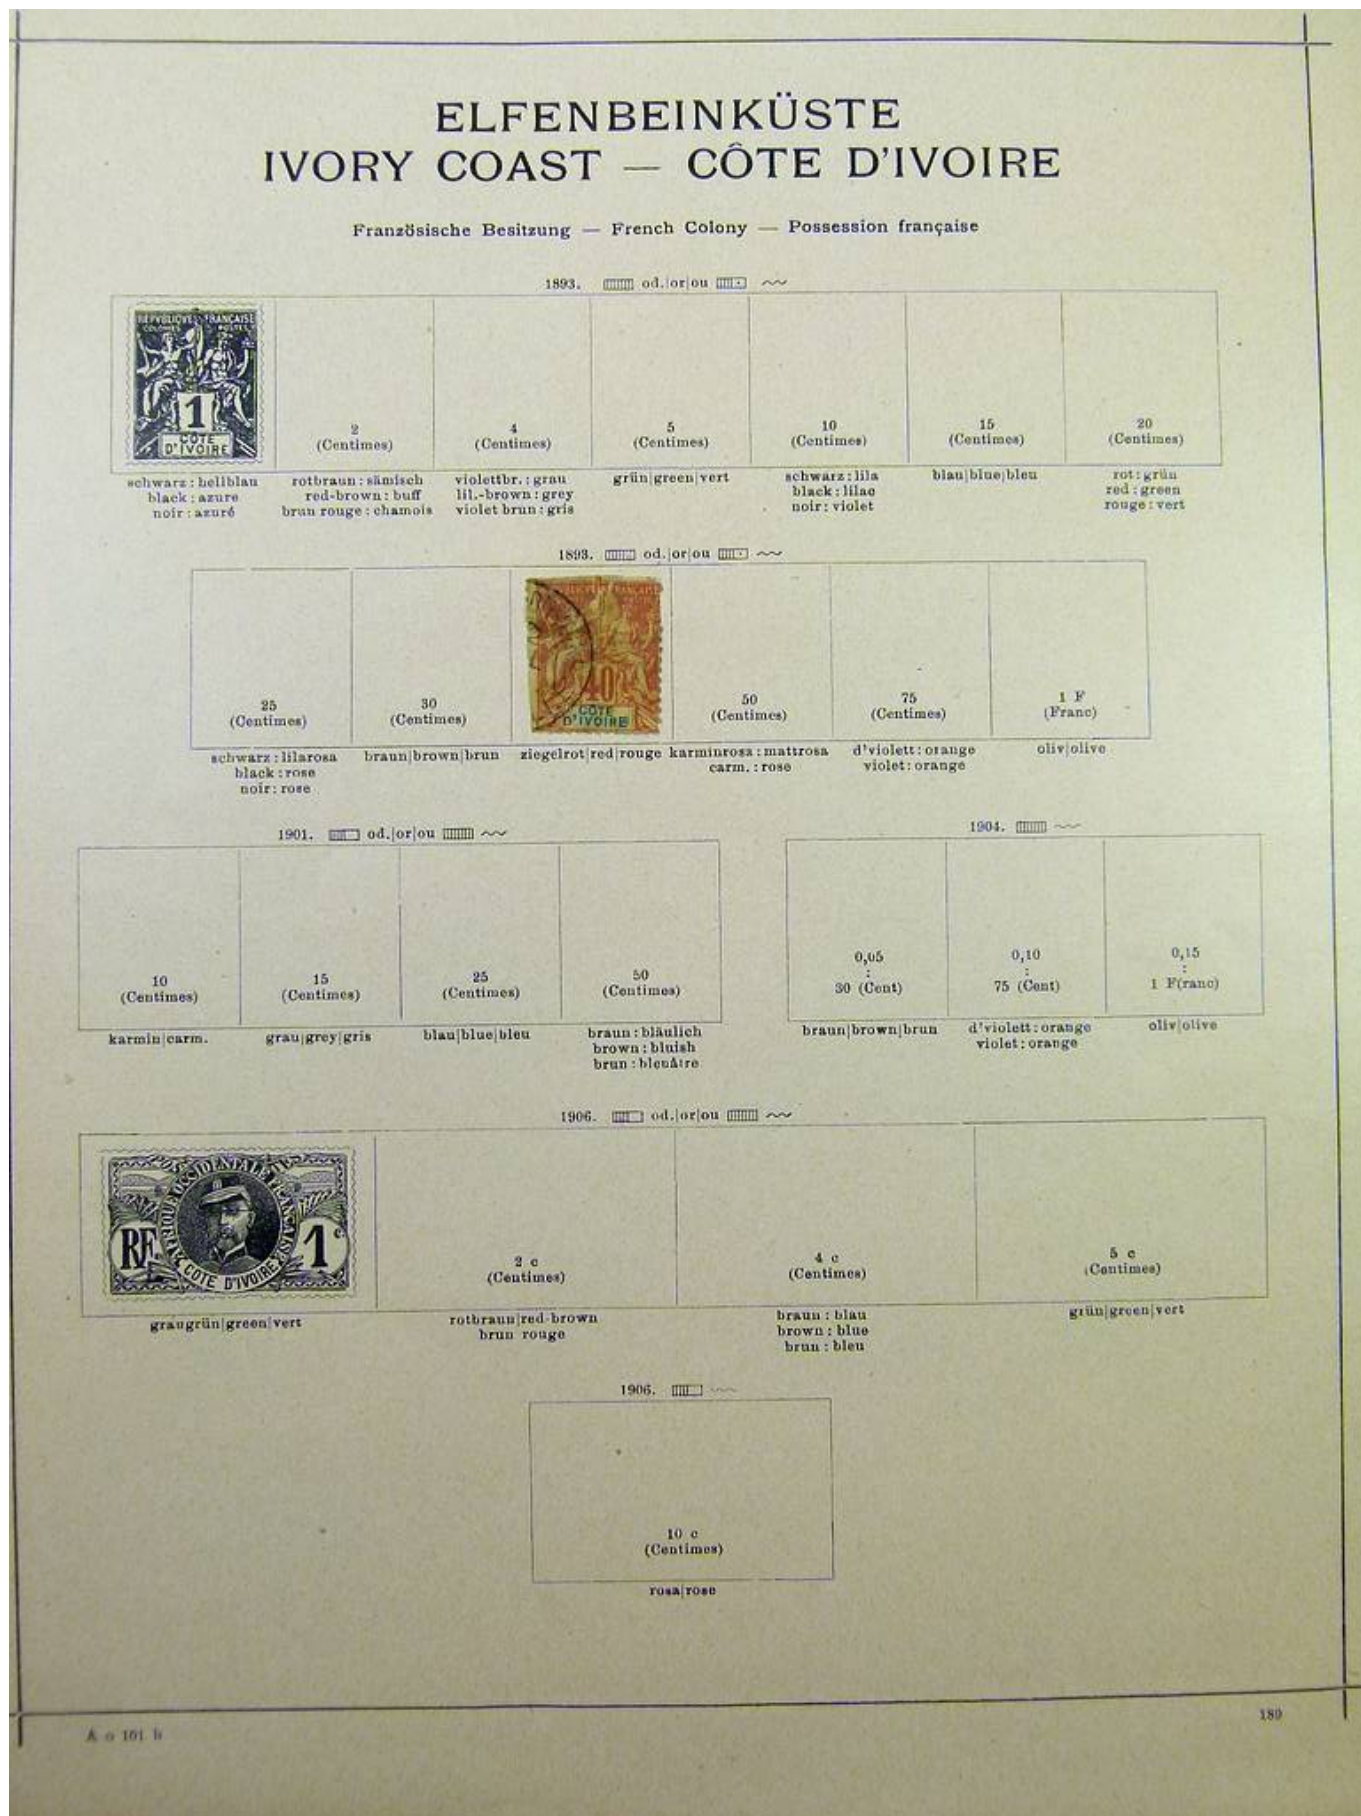 ELFENBEINKÜSTE
IVORY COAST — CÔTE D'IVOIRE
Französische Besitzung — French Colony — Possession française
1893. od.|or|ou
REPVBLIQVE FRANÇAISE
COLONIES POSTES
1
CÔTE
D'IVOIRE
2
(Centimes)
4
(Centimes)
5
(Centimes)
10
(Centimes)
15
(Centimes)
20
(Centimes)
schwarz : hellblau
black : azure
noir : azuré
rotbraun : sämisch
red-brown : buff
brun rouge : chamois
violettbr. : grau
lil.-brown : grey
violet brun : gris
grün|green|vert
schwarz : lila
black : lilac
noir : violet
blau|blue|bleu
rot : grün
red : green
rouge : vert
1893. od.|or|ou
25
(Centimes)
30
(Centimes)
40
CÔTE
D'IVOIRE
50
(Centimes)
75
(Centimes)
1 F
(Franc)
schwarz : lilarosa
black : rose
noir : rose
braun|brown|brun
ziegelrot|red|rouge
karminrosa : mattrosa
carm. : rose
d'violett : orange
violet : orange
oliv|olive
1901. od.|or|ou
10
(Centimes)
15
(Centimes)
25
(Centimes)
50
(Centimes)
karmin|carm.
grau|grey|gris
blau|blue|bleu
braun : bläulich
brown : bluish
brun : bleuâtre
1904.
0,05
:
30 (Cent)
0,10
:
75 (Cent)
0,15
:
1 F(ranc)
braun|brown|brun
d'violett : orange
violet : orange
oliv|olive
1906. od.|or|ou
AFRIQUE OCCIDENTALE FRANÇAISE
RF
1 c.
CÔTE D'IVOIRE
2 c
(Centimes)
4 c
(Centimes)
5 c
(Centimes)
graugrün|green|vert
rotbraun|red-brown
brun rouge
braun : blau
brown : blue
brun : bleu
grün|green|vert
1906.
10 c
(Centimes)
rosa|rose
189